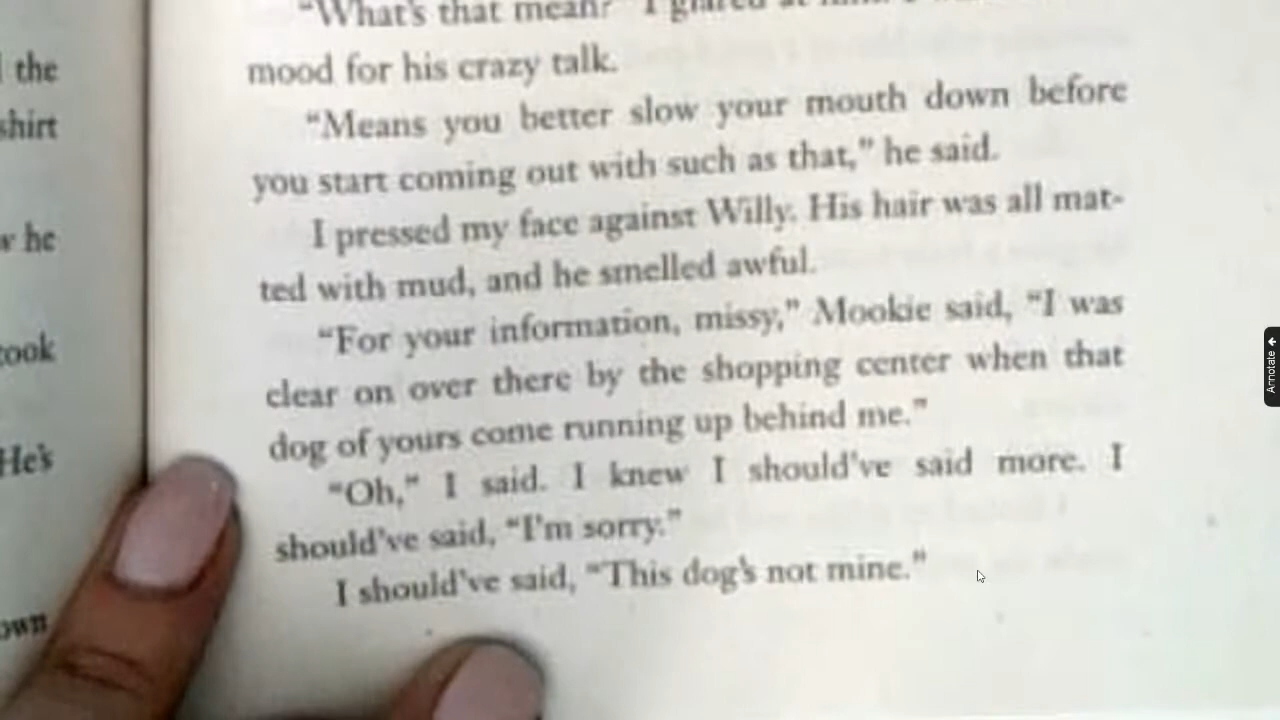 the
shirt
he
took
He's
own
"What's that mean?" I glared at
mood for his crazy talk.
"Means you better slow your mouth down before
you start coming out with such as that," he said.
I pressed my face against Willy. His hair was all mat-
ted with mud, and he smelled awful.
"For your information, missy," Mookie said, "I was
clear on over there by the shopping center when that
dog of yours come running up behind me."
"Oh," I said. I knew I should've said more. I
should've said, "I'm sorry."
I should've said, "This dog's not mine."
Annotate